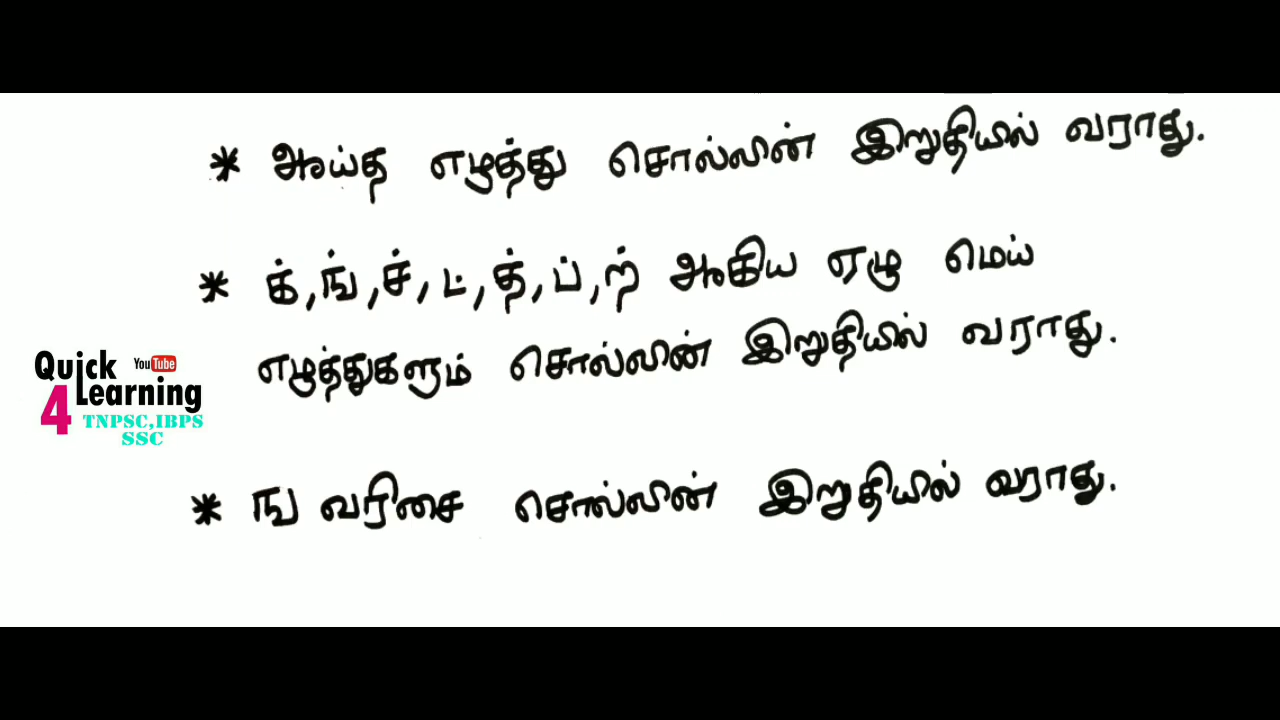 * ஆய்த எழுத்து சொல்லின் இறுதியில் வராது.
* க்,ங்,ச்,ட்,த்,ப்,ற் ஆகிய ஏழு மெய்
எழுத்துகளும் சொல்லின் இறுதியில் வராது.
Quick YouTube
4 Learning
TNPSC,IBPS
SSC
* ங வரிசை சொல்லின் இறுதியில் வராது.